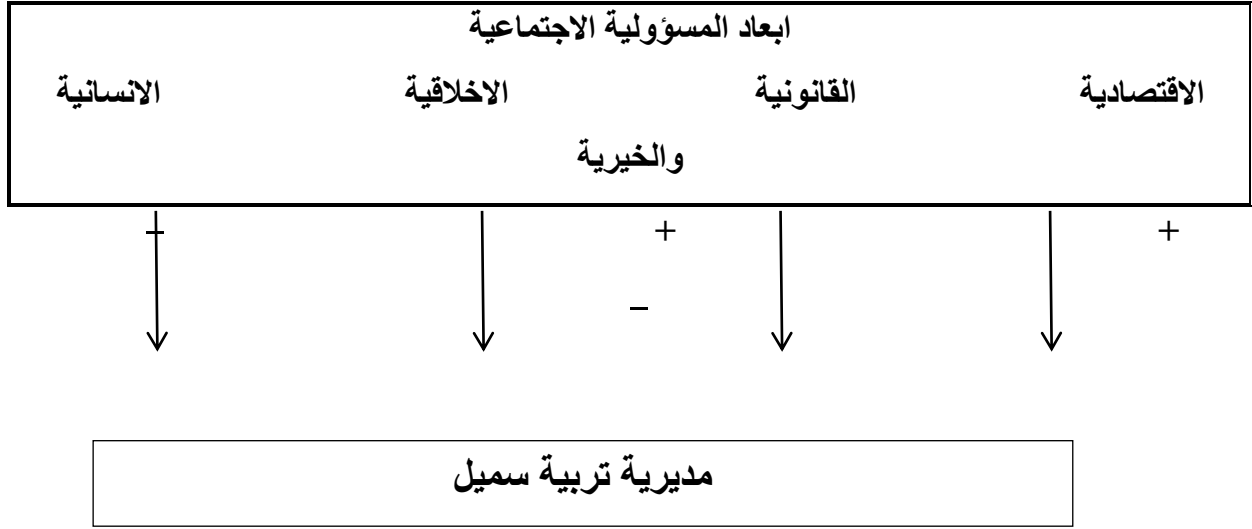 ابعاد المسؤولية الاجتماعية
الاقتصادية القانونية الاخلاقية الانسانية
والخيرية
+ + +
–
مديرية تربية سميل